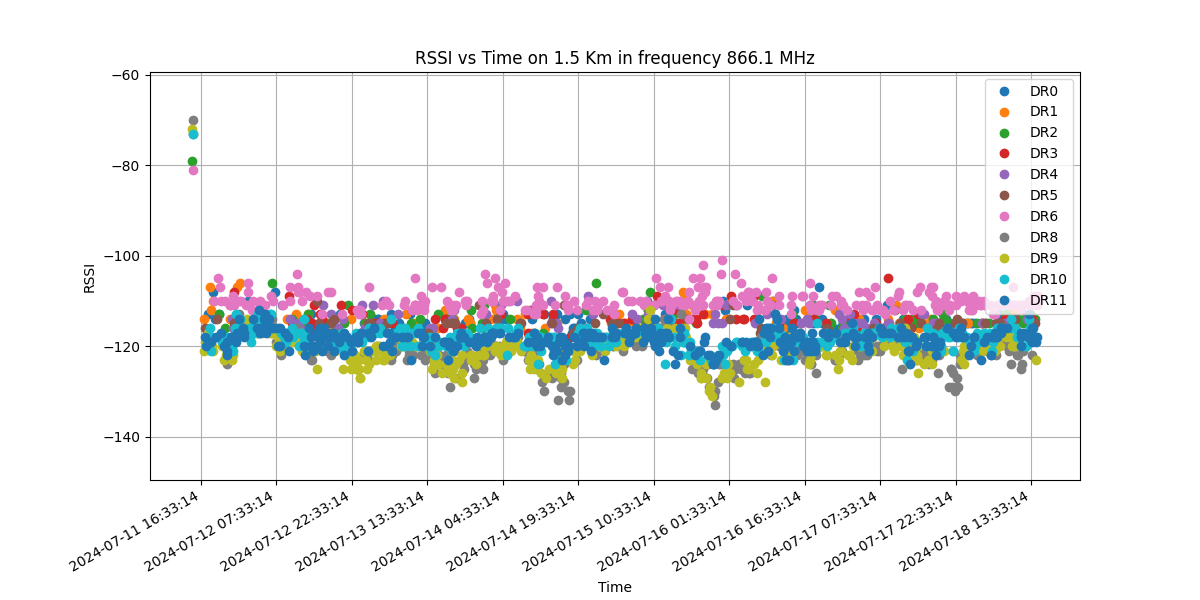 RSSI vs Time on 1.5 Km in frequency 866.1 MHz
−60
−80
−100
−120
−140
RSSI
DR0
DR1
DR2
DR3
DR4
DR5
DR6
DR8
DR9
DR10
DR11
2024-07-11 16:33:14
2024-07-12 07:33:14
2024-07-12 22:33:14
2024-07-13 13:33:14
2024-07-14 04:33:14
2024-07-14 19:33:14
2024-07-15 10:33:14
2024-07-16 01:33:14
2024-07-16 16:33:14
2024-07-17 07:33:14
2024-07-17 22:33:14
2024-07-18 13:33:14
Time